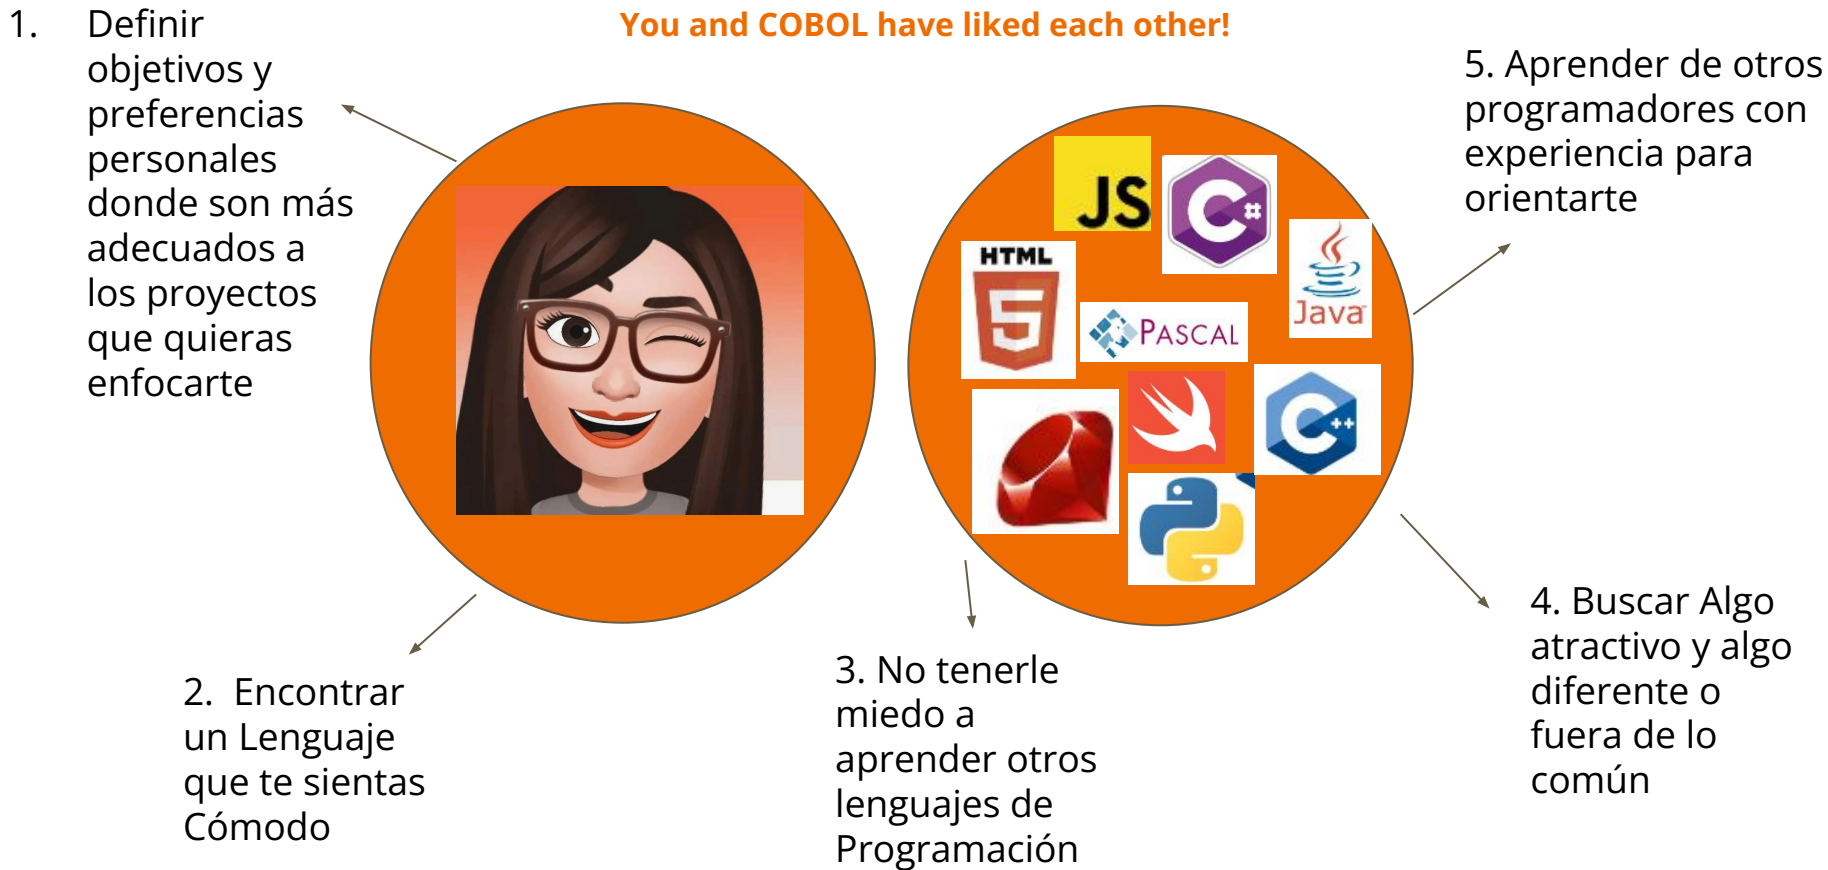 You and COBOL have liked each other!
1. Definir
objetivos y
preferencias
personales
donde son más
adecuados a
los proyectos
que quieras
enfocarte
2. Encontrar
un Lenguaje
que te sientas
Cómodo
JS
C#
HTML
5
Java
PASCAL
C++
3. No tenerle
miedo a
aprender otros
lenguajes de
Programación
4. Buscar Algo
atractivo y algo
diferente o
fuera de lo
común
5. Aprender de otros
programadores con
experiencia para
orientarte